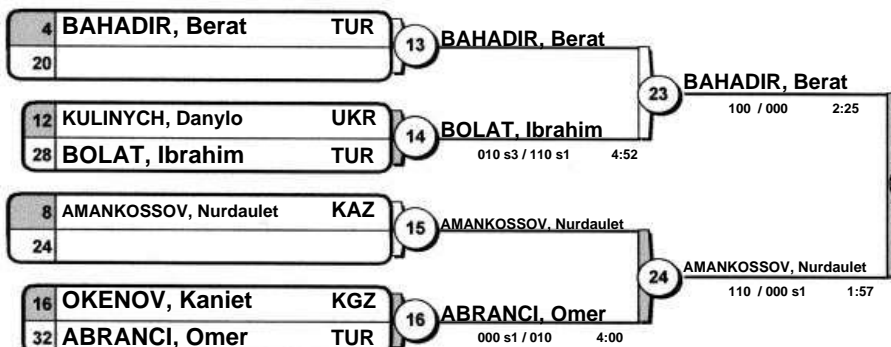 4 BAHADIR, Berat TUR
20
13
BAHADIR, Berat
12 KULINYCH, Danylo UKR
28 BOLAT, Ibrahim TUR
14
BOLAT, Ibrahim
010 s3 / 110 s1 4:52
23
BAHADIR, Berat
100 / 000 2:25
8 AMANKOSSOV, Nurdaulet KAZ
24
15
AMANKOSSOV, Nurdaulet
16 OKENOV, Kaniet KGZ
32 ABRANCI, Omer TUR
16
ABRANCI, Omer
000 s1 / 010 4:00
24
AMANKOSSOV, Nurdaulet
110 / 000 s1 1:57